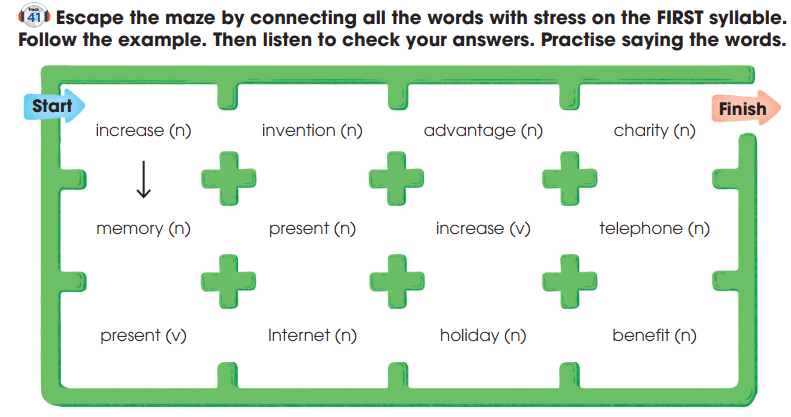 Track
41
Escape the maze by connecting all the words with stress on the FIRST syllable.
Follow the example. Then listen to check your answers. Practise saying the words.
Start
Finish
increase (n) invention (n) advantage (n) charity (n)
memory (n) present (n) increase (v) telephone (n)
present (v) Internet (n) holiday (n) benefit (n)